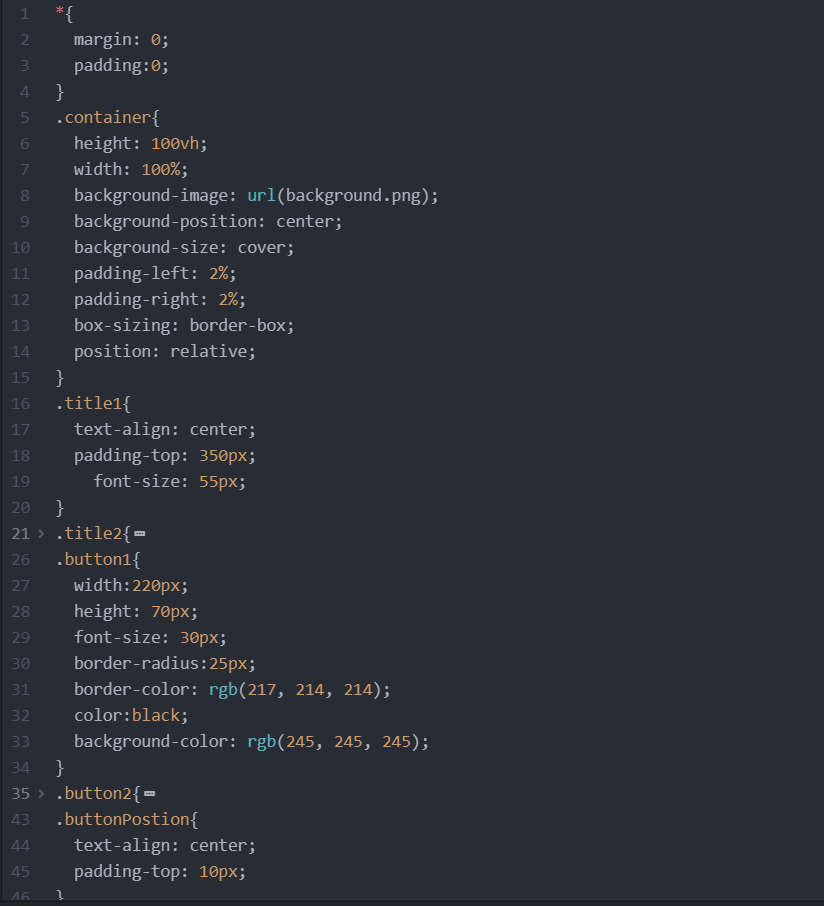 1 *{
2 margin: 0;
3 padding:0;
4 }
5 .container{
6 height: 100vh;
7 width: 100%;
8 background-image: url(background.png);
9 background-position: center;
10 background-size: cover;
11 padding-left: 2%;
12 padding-right: 2%;
13 box-sizing: border-box;
14 position: relative;
15 }
16 .title1{
17 text-align: center;
18 padding-top: 350px;
19 font-size: 55px;
20 }
21 .title2{
26 .button1{
27 width:220px;
28 height: 70px;
29 font-size: 30px;
30 border-radius:25px;
31 border-color: rgb(217, 214, 214);
32 color:black;
33 background-color: rgb(245, 245, 245);
34 }
35 .button2{
43 .buttonPostion{
44 text-align: center;
45 padding-top: 10px;
46 }